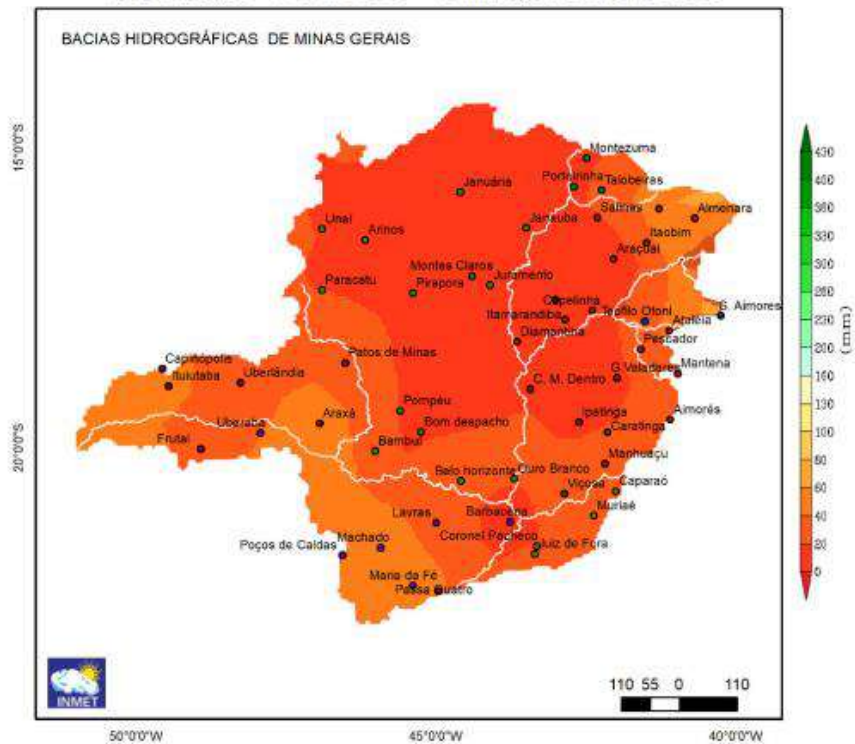 BACIAS HIDROGRÁFICAS DE MINAS GERAIS
15°0'0"S
20°0'0"S
Montezuma
Porteirinha
Taiobeiras
Januária
Salinas
Almenara
Unaí
Arinos
Janaúba
Itaobim
Araçuaí
Montes Claros
Juramento
Paracatu
Pirapora
Capelinha
Teofilo Otoni
S. Aimores
Itamarandiba
Ataléia
Diamantina
Pescador
Patos de Minas
Capinópolis
G.Valadares
Mantena
Ituiutaba
Uberlândia
C. M. Dentro
Pompéu
Aimorés
Araxá
Ipatinga
Uberaba
Bom despacho
Caratinga
Frutal
Bambuí
Manhuaçu
Belo horizonte
Ouro Branco
Viçosa
Caparaó
Lavras
Barbacena
Muriaé
Machado
Coronel Pacheco
Poços de Caldas
Juiz de Fora
Maria da Fé
Passa Quatro
430
400
360
330
260
230
200
160
130
100
80
60
40
20
0
(mm)
INMET
110 55 0 110
50°0'0"W
45°0'0"W
40°0'0"W